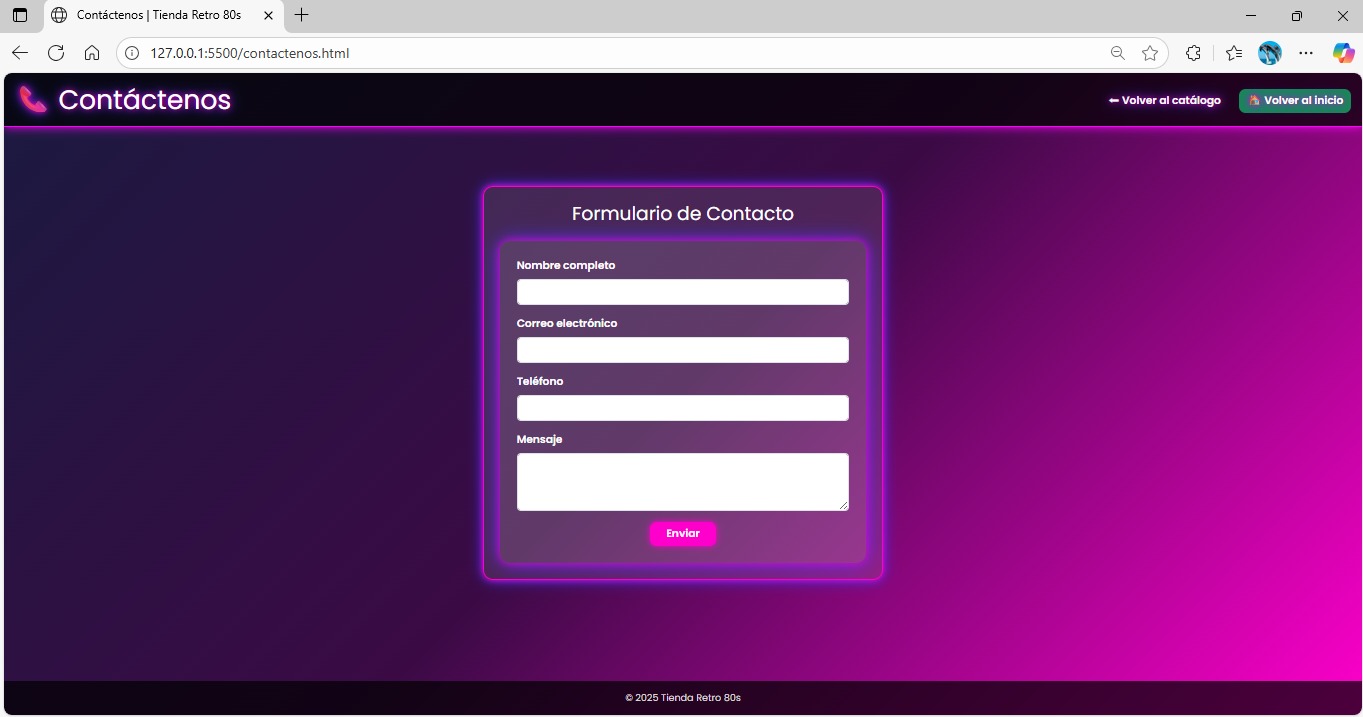 Contáctenos | Tienda Retro 80s
127.0.0.1:5500/contactenos.html
Contáctenos
⬅ Volver al catálogo
Volver al inicio
Formulario de Contacto
Nombre completo
Correo electrónico
Teléfono
Mensaje
Enviar
© 2025 Tienda Retro 80s